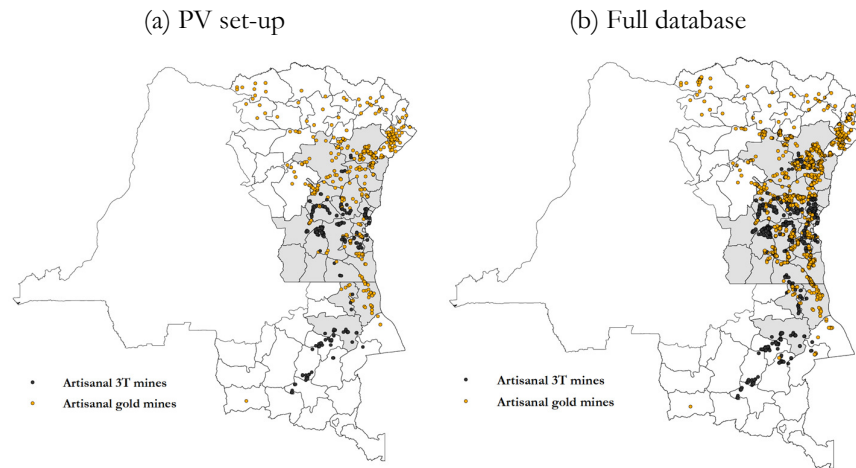 (a) PV set-up
(b) Full database
Artisanal 3T mines
Artisanal gold mines
Artisanal 3T mines
Artisanal gold mines